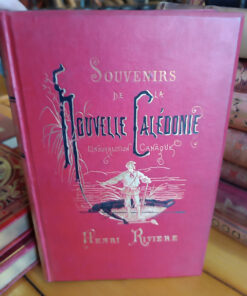 SOUVENIRS
DE LA
NOUVELLE CALÉDONIE
L'INSURRECTION CANAQUE
HENRI RIVIÈRE